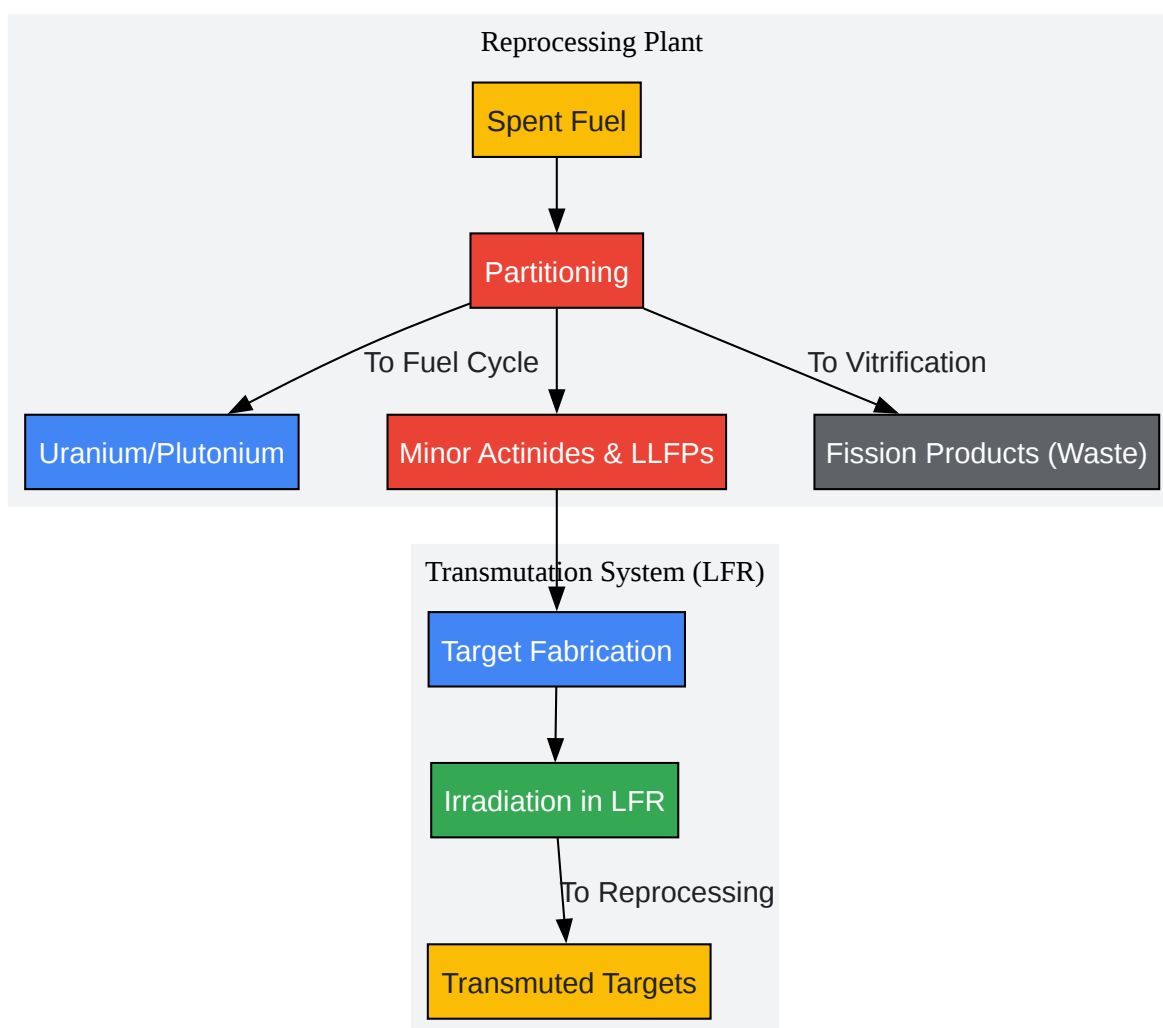 Reprocessing Plant
Spent Fuel
Partitioning
To Fuel Cycle
To Vitrification
Uranium/Plutonium
Minor Actinides & LLFPs
Fission Products (Waste)
Transmutation System (LFR)
Target Fabrication
Irradiation in LFR
To Reprocessing
Transmuted Targets